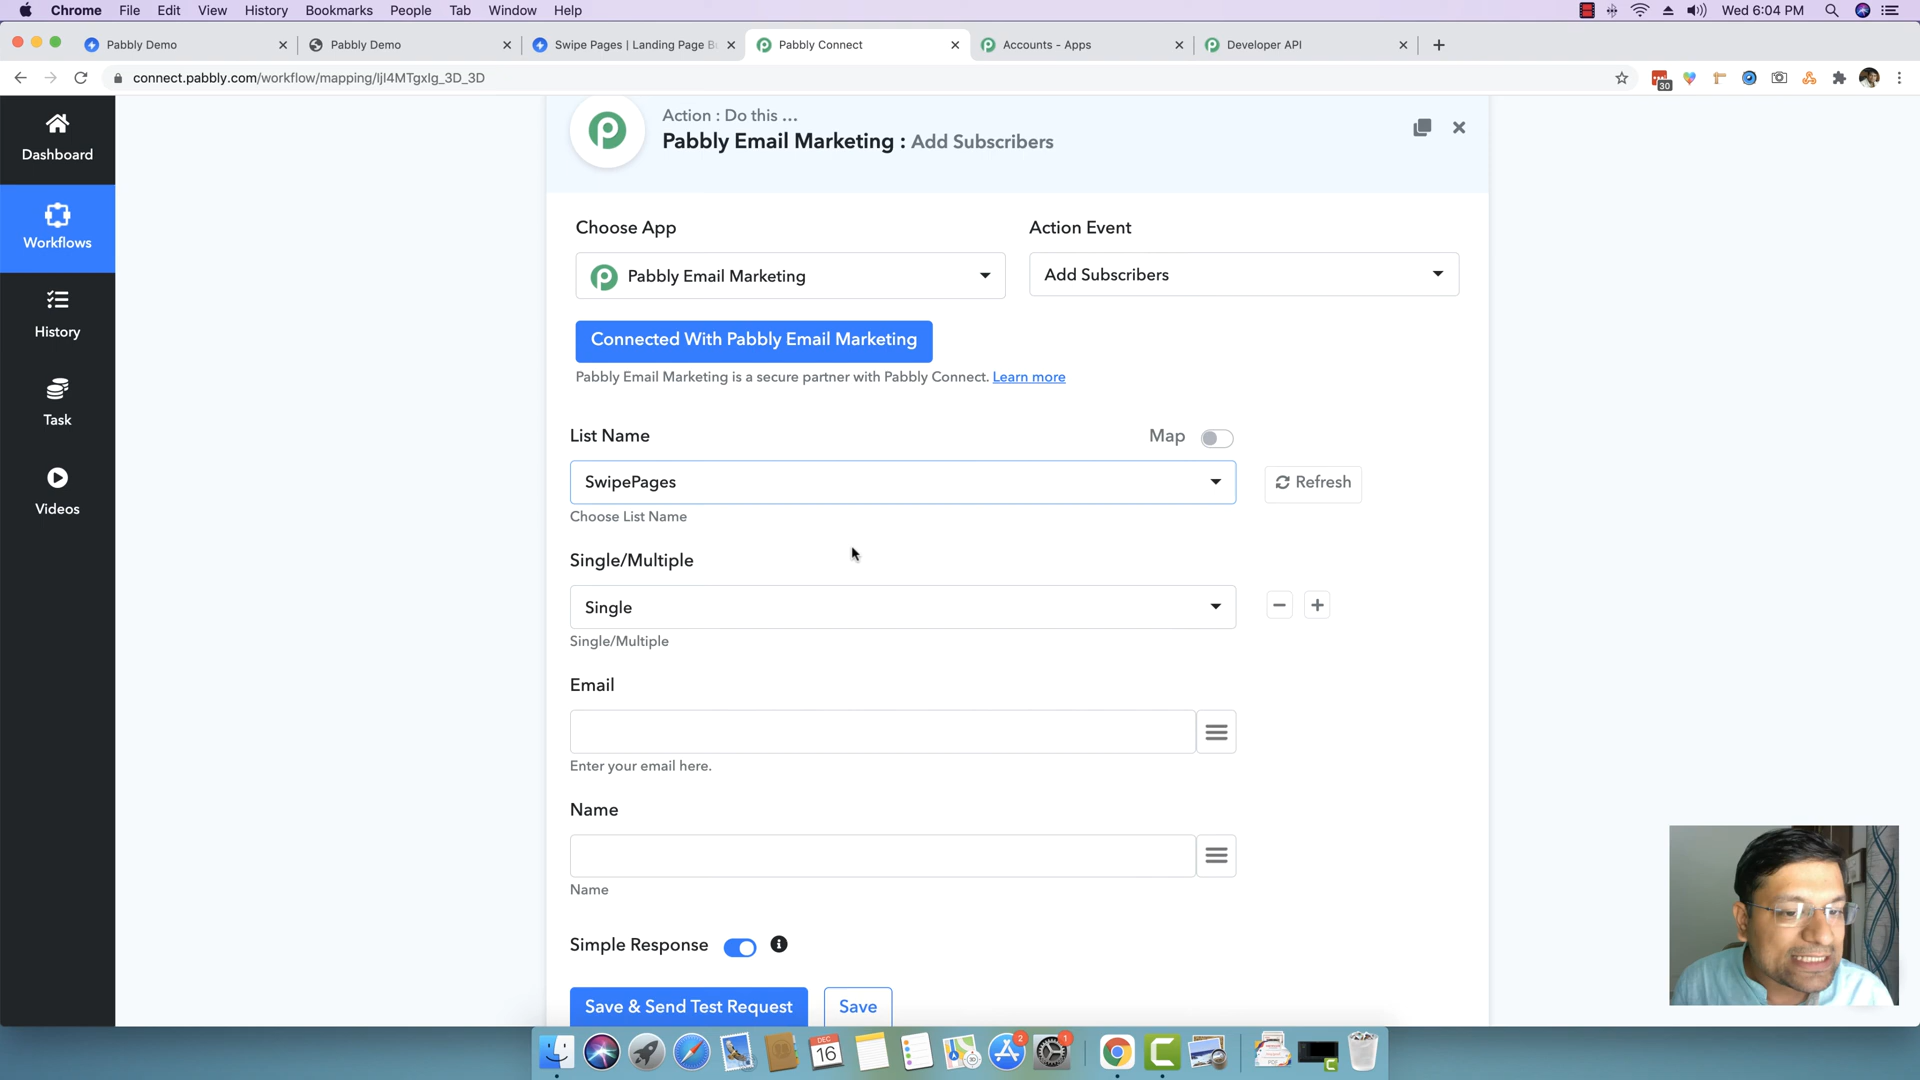 Chrome File Edit View History Bookmarks People Tab Window Help Wed 6:04 PM
Pabbly Demo Pabbly Demo Swipe Pages | Landing Page B Pabbly Connect Accounts - Apps Developer API
connect.pabbly.com/workflow/mapping/IjI4MTgxIg_3D_3D 30
Dashboard
Workflows
History
Task
Videos
Action : Do this ...
Pabbly Email Marketing : Add Subscribers
Choose App Action Event
Pabbly Email Marketing Add Subscribers
Connected With Pabbly Email Marketing
Pabbly Email Marketing is a secure partner with Pabbly Connect. Learn more
List Name Map
SwipePages Refresh
Choose List Name
Single/Multiple
Single
Single/Multiple
Email
Enter your email here.
Name
Name
Simple Response
Save & Send Test Request Save
DEC
16 2 1